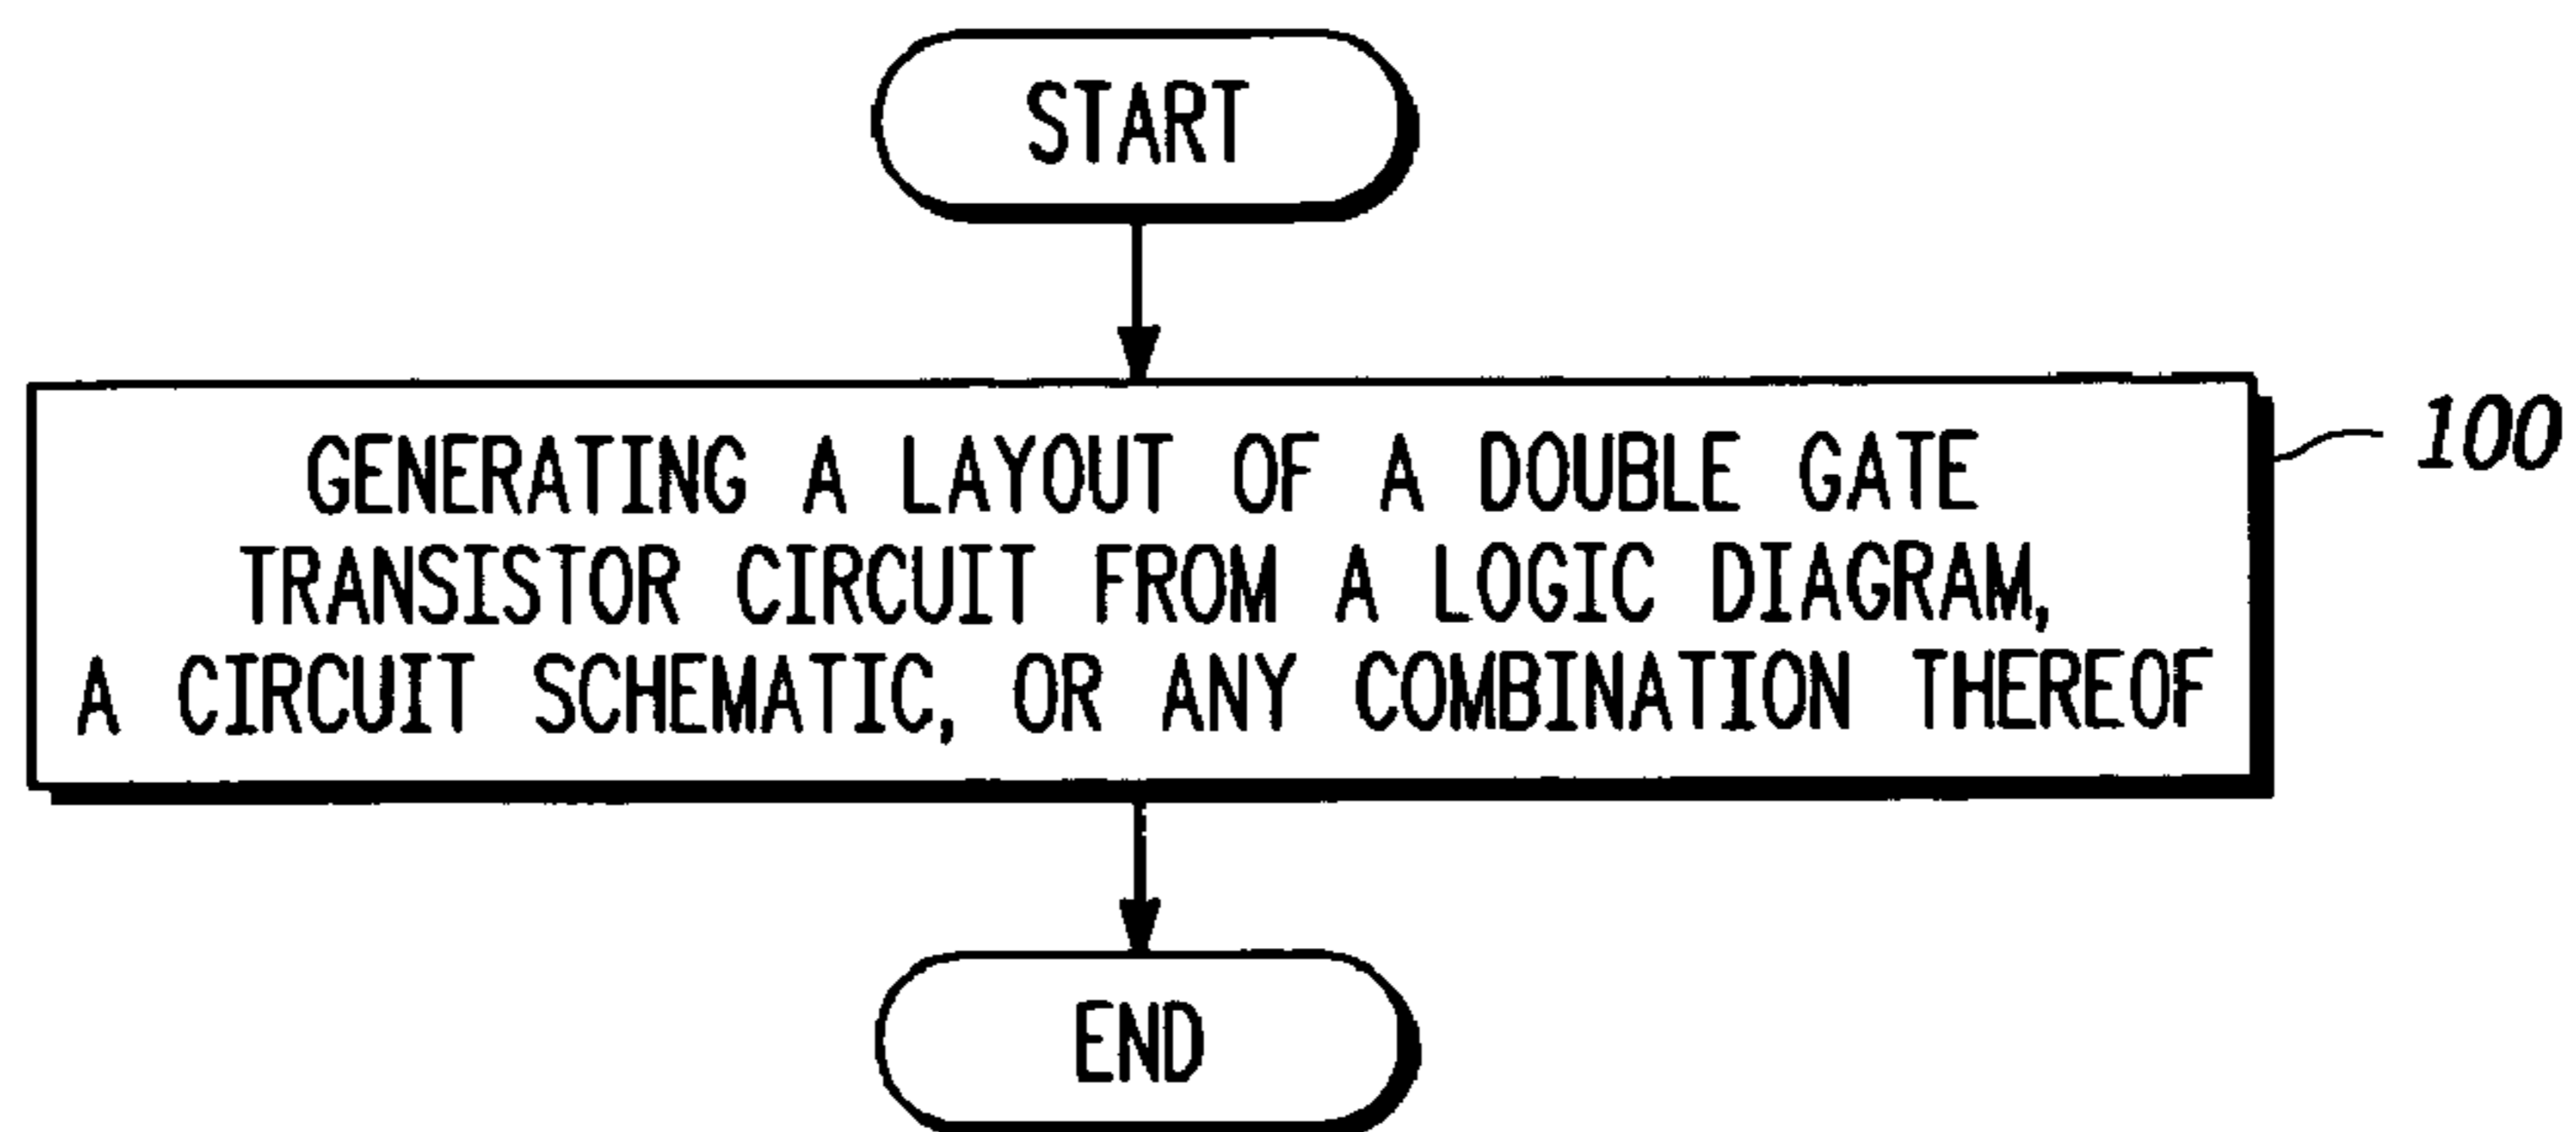 START
GENERATING A LAYOUT OF A DOUBLE GATE
TRANSISTOR CIRCUIT FROM A LOGIC DIAGRAM,
A CIRCUIT SCHEMATIC, OR ANY COMBINATION THEREOF
100
END